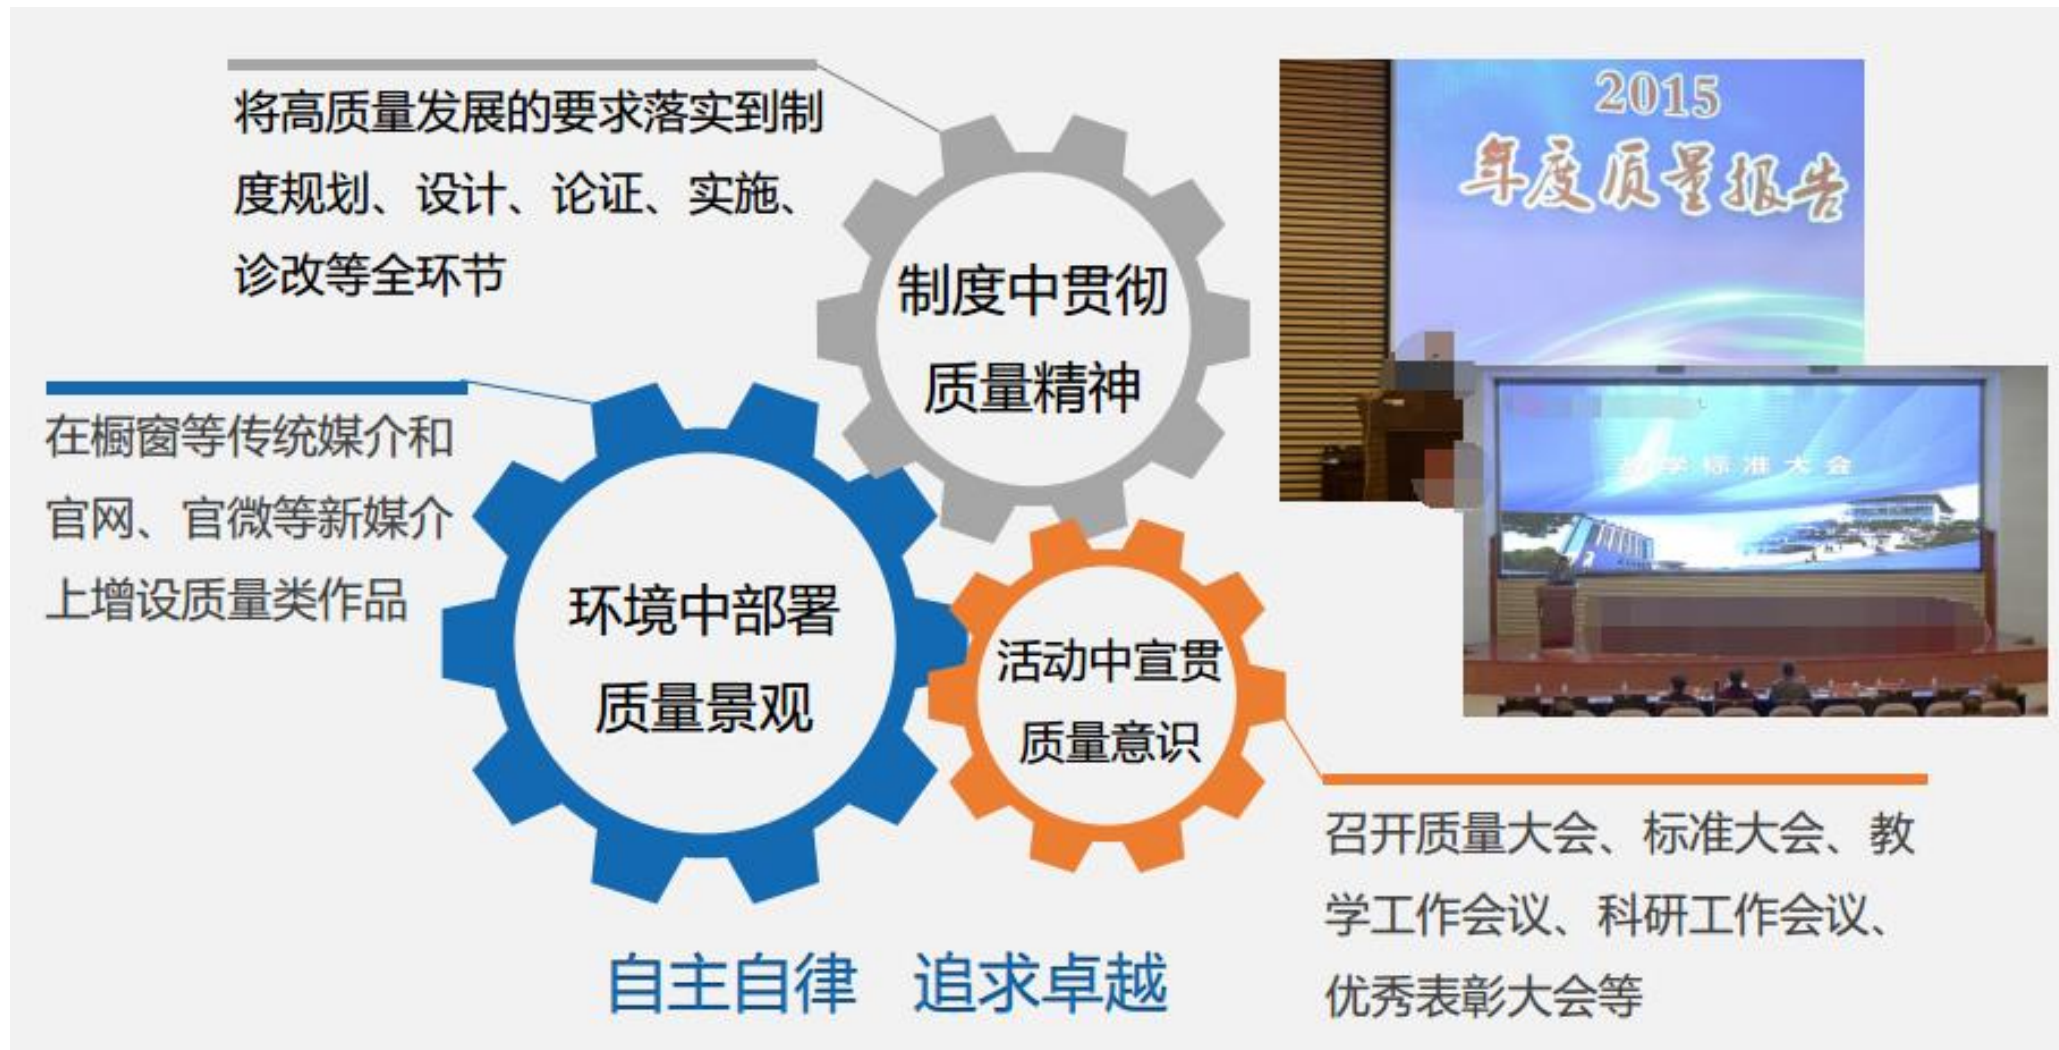 将高质量发展的要求落实到制
度规划、设计、论证、实施、
诊改等全环节
制度中贯彻
质量精神
2015
年度质量报告
在橱窗等传统媒介和
官网、官微等新媒介
上增设质量类作品
环境中部署
质量景观
学标准大会
活动中宣贯
质量意识
召开质量大会、标准大会、教
学工作会议、科研工作会议、
优秀表彰大会等
自主自律 追求卓越